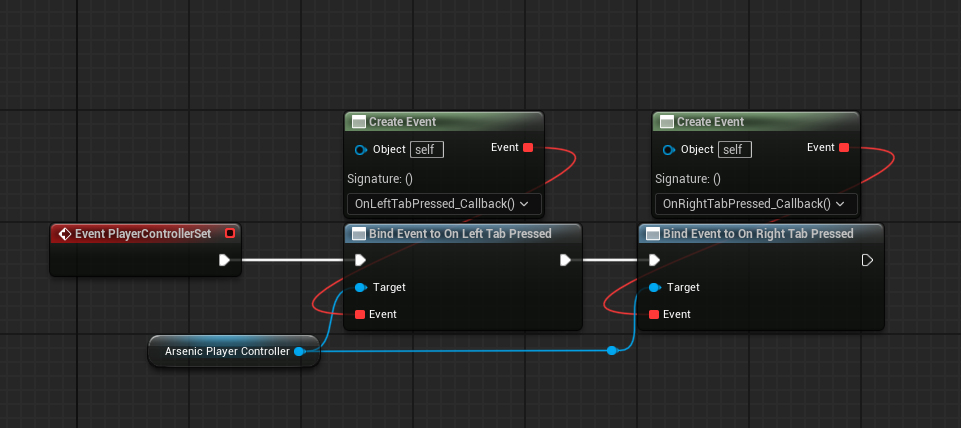 Create Event
Object self
Event
Signature: ()
OnLeftTabPressed_Callback()
Create Event
Object self
Event
Signature: ()
OnRightTabPressed_Callback()
Event PlayerControllerSet
Bind Event to On Left Tab Pressed
Target
Event
Bind Event to On Right Tab Pressed
Target
Event
Arsenic Player Controller